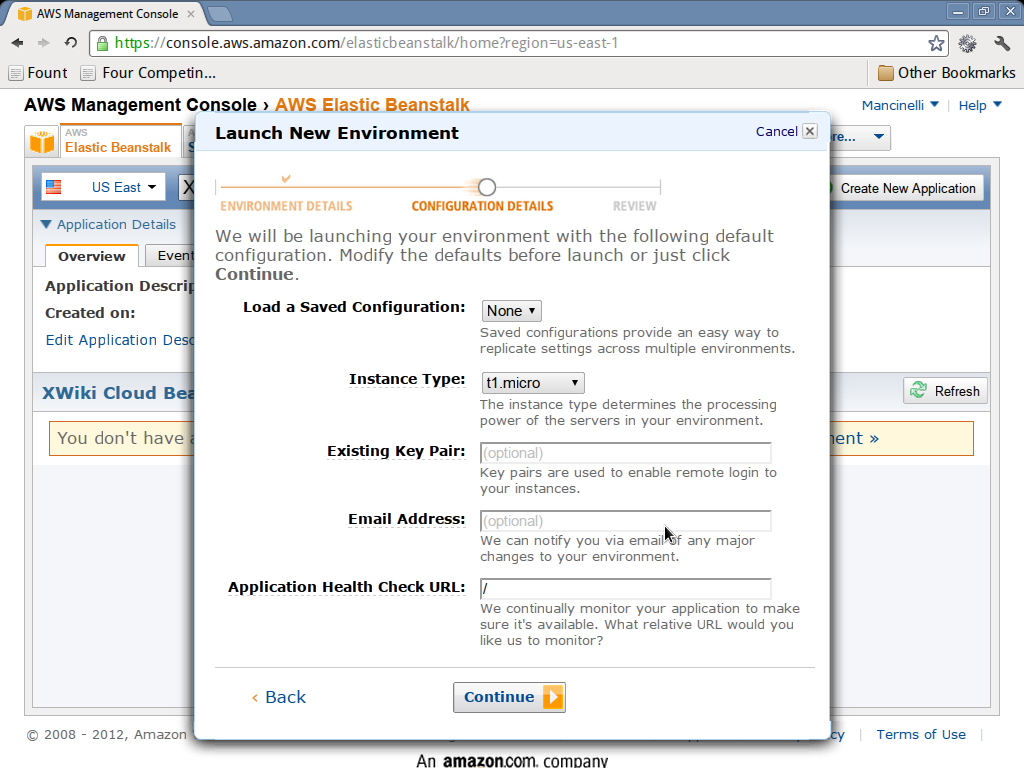 AWS Management Console
https://console.aws.amazon.com/elasticbeanstalk/home?region=us-east-1
Fount Four Competin... Other Bookmarks
AWS Management Console › AWS Elastic Beanstalk
Mancinelli Help
AWS
Elastic Beanstalk
US East
Create New Application
Application Details
Overview
Application
Created on:
Edit Application
XWiki Cloud
Refresh
You don't have
»
Launch New Environment
Cancel
ENVIRONMENT DETAILS CONFIGURATION DETAILS REVIEW
We will be launching your environment with the following default
configuration. Modify the defaults before launch or just click
Continue.
Load a Saved Configuration: None
Saved configurations provide an easy way to
replicate settings across multiple environments.
Instance Type: t1.micro
The instance type determines the processing
power of the servers in your environment.
Existing Key Pair: (optional)
Key pairs are used to enable remote login to
your instances.
Email Address: (optional)
We can notify you via email of any major
changes to your environment.
Application Health Check URL: /
We continually monitor your application to make
sure it's available. What relative URL would you
like us to monitor?
‹ Back
Continue
© 2008 - 2012, Amazon
| Terms of Use |
An amazon.com company